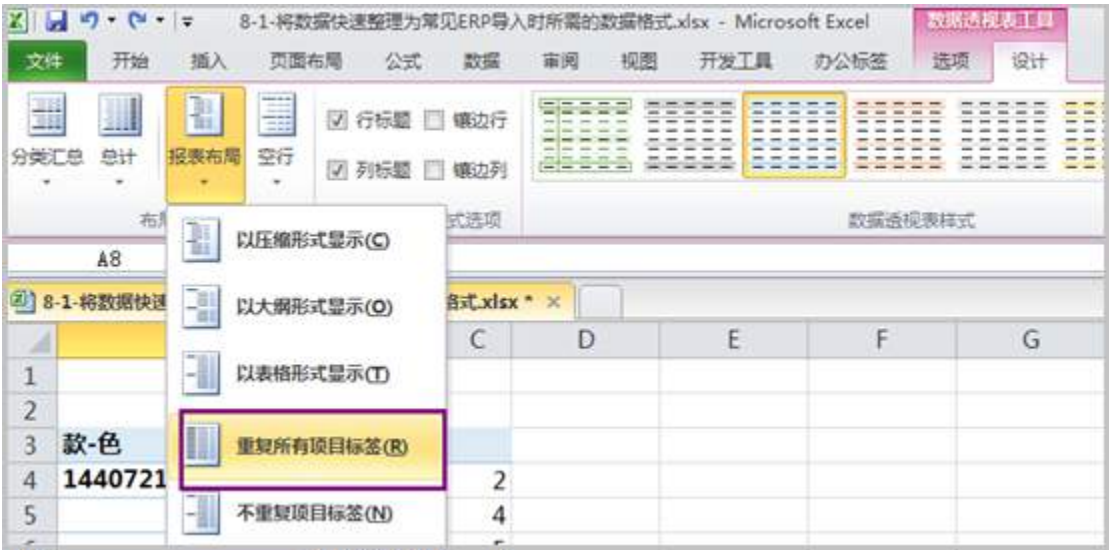 8-1-将数据快速整理为常见ERP导入时所需的数据格式.xlsx - Microsoft Excel 数据透视表工具
文件 开始 插入 页面布局 公式 数据 审阅 视图 开发工具 办公标签 选项 设计
分类汇总 总计 报表布局 空行
行标题 镶边行
列标题 镶边列
式选项 数据透视表样式
以压缩形式显示(C)
A8
以大纲形式显示(O)
8-1-将数据快速 格式.xlsx * ×
C D E F G
1 以表格形式显示(T)
2
3 款-色 重复所有项目标签(R)
4 1440721 2
5 不重复项目标签(N) 4